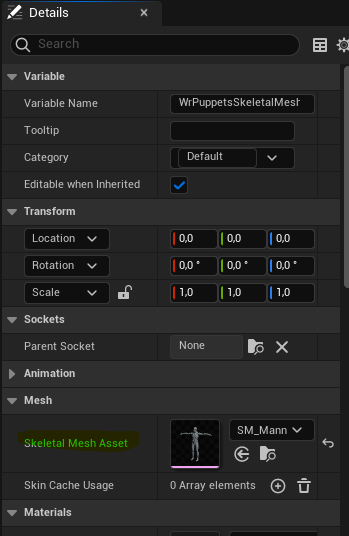 Details
Search
Variable
Variable Name WrPuppetsSkeletalMesh
Tooltip
Category Default
Editable when Inherited
Transform
Location 0,0 0,0 0,0
Rotation 0,0 ° 0,0 ° 0,0 °
Scale 1,0 1,0 1,0
Sockets
Parent Socket None
Animation
Mesh
Skeletal Mesh Asset SM_Mann
Skin Cache Usage 0 Array elements
Materials